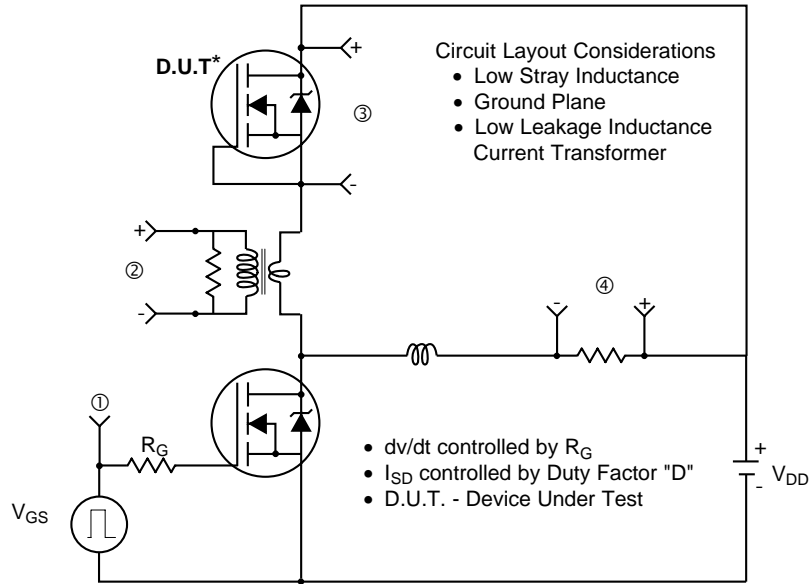 D.U.T*
+
-
③
Circuit Layout Considerations
• Low Stray Inductance
• Ground Plane
• Low Leakage Inductance
Current Transformer
+
②
-
④
-
+
①
RG
VGS
• dv/dt controlled by RG
• ISD controlled by Duty Factor "D"
• D.U.T. - Device Under Test
+
-
VDD